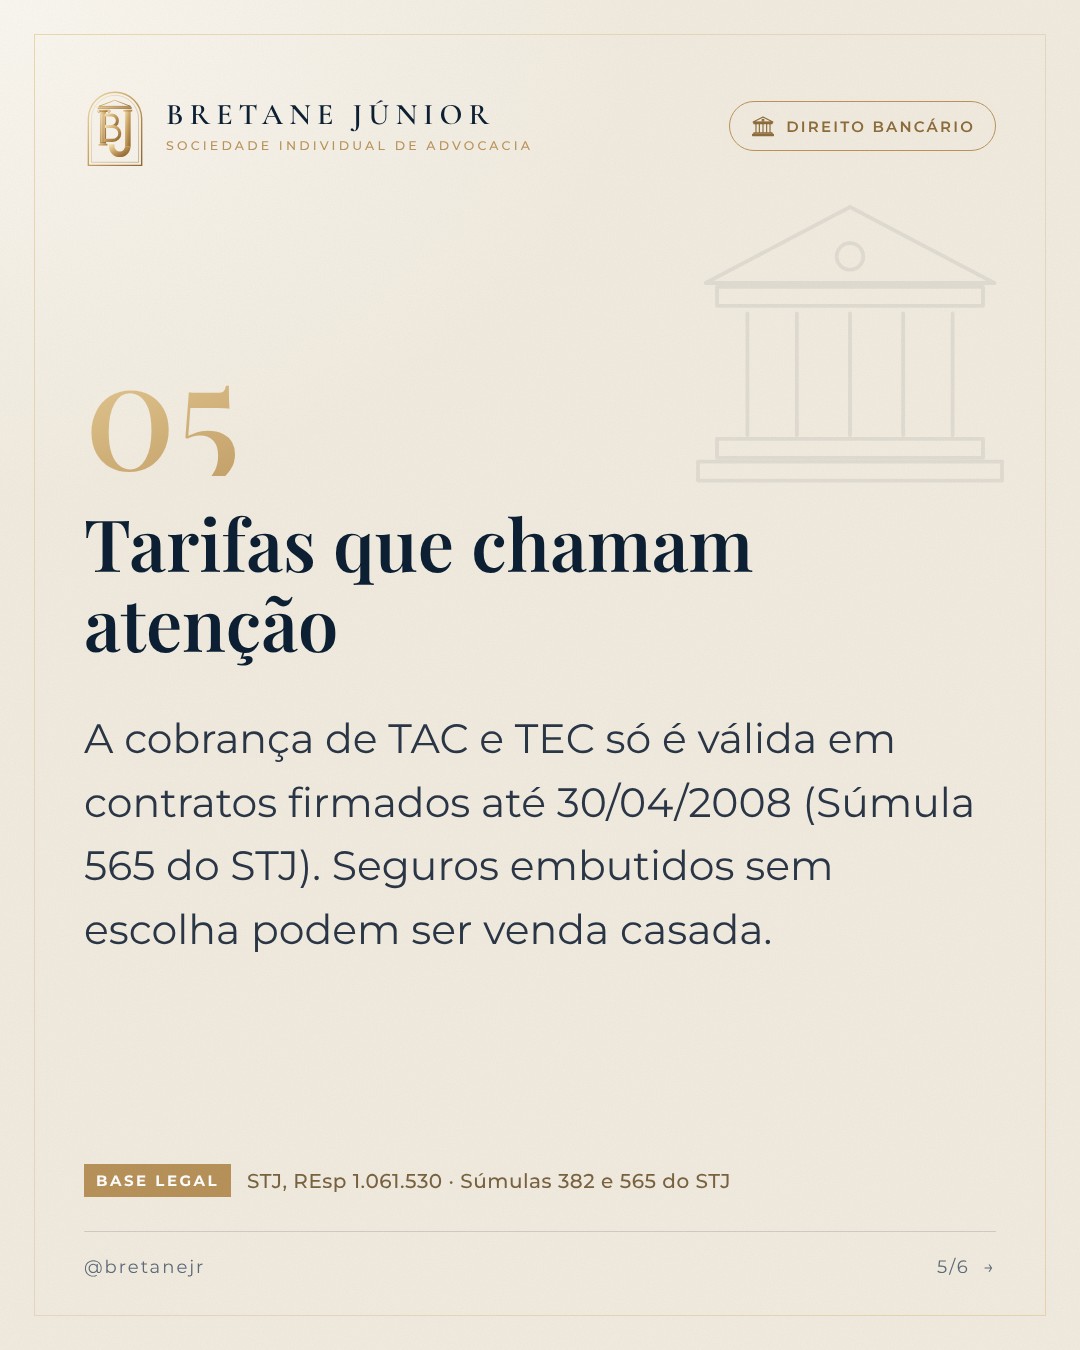 BJ
BRETANE JÚNIOR
SOCIEDADE INDIVIDUAL DE ADVOCACIA
DIREITO BANCÁRIO
05
Tarifas que chamam
atenção
A cobrança de TAC e TEC só é válida em
contratos firmados até 30/04/2008 (Súmula
565 do STJ). Seguros embutidos sem
escolha podem ser venda casada.
BASE LEGAL STJ, REsp 1.061.530 · Súmulas 382 e 565 do STJ
@bretanejr
5/6 →